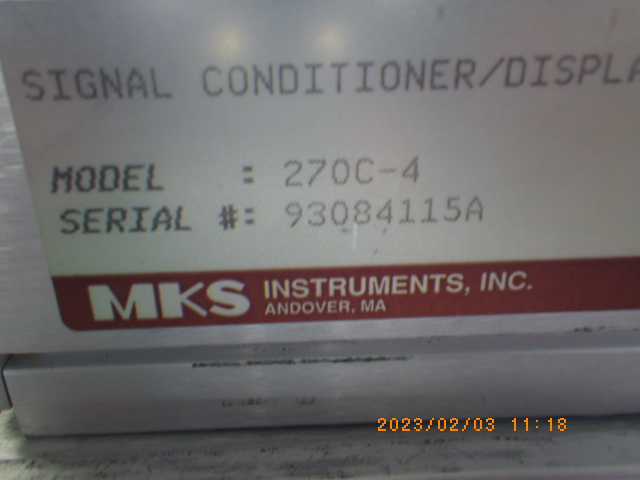 SIGNAL CONDITIONER/DISPLA
MODEL : 270C-4
SERIAL #: 93084115A
MKS INSTRUMENTS, INC.
ANDOVER, MA
2023/02/03 11:18